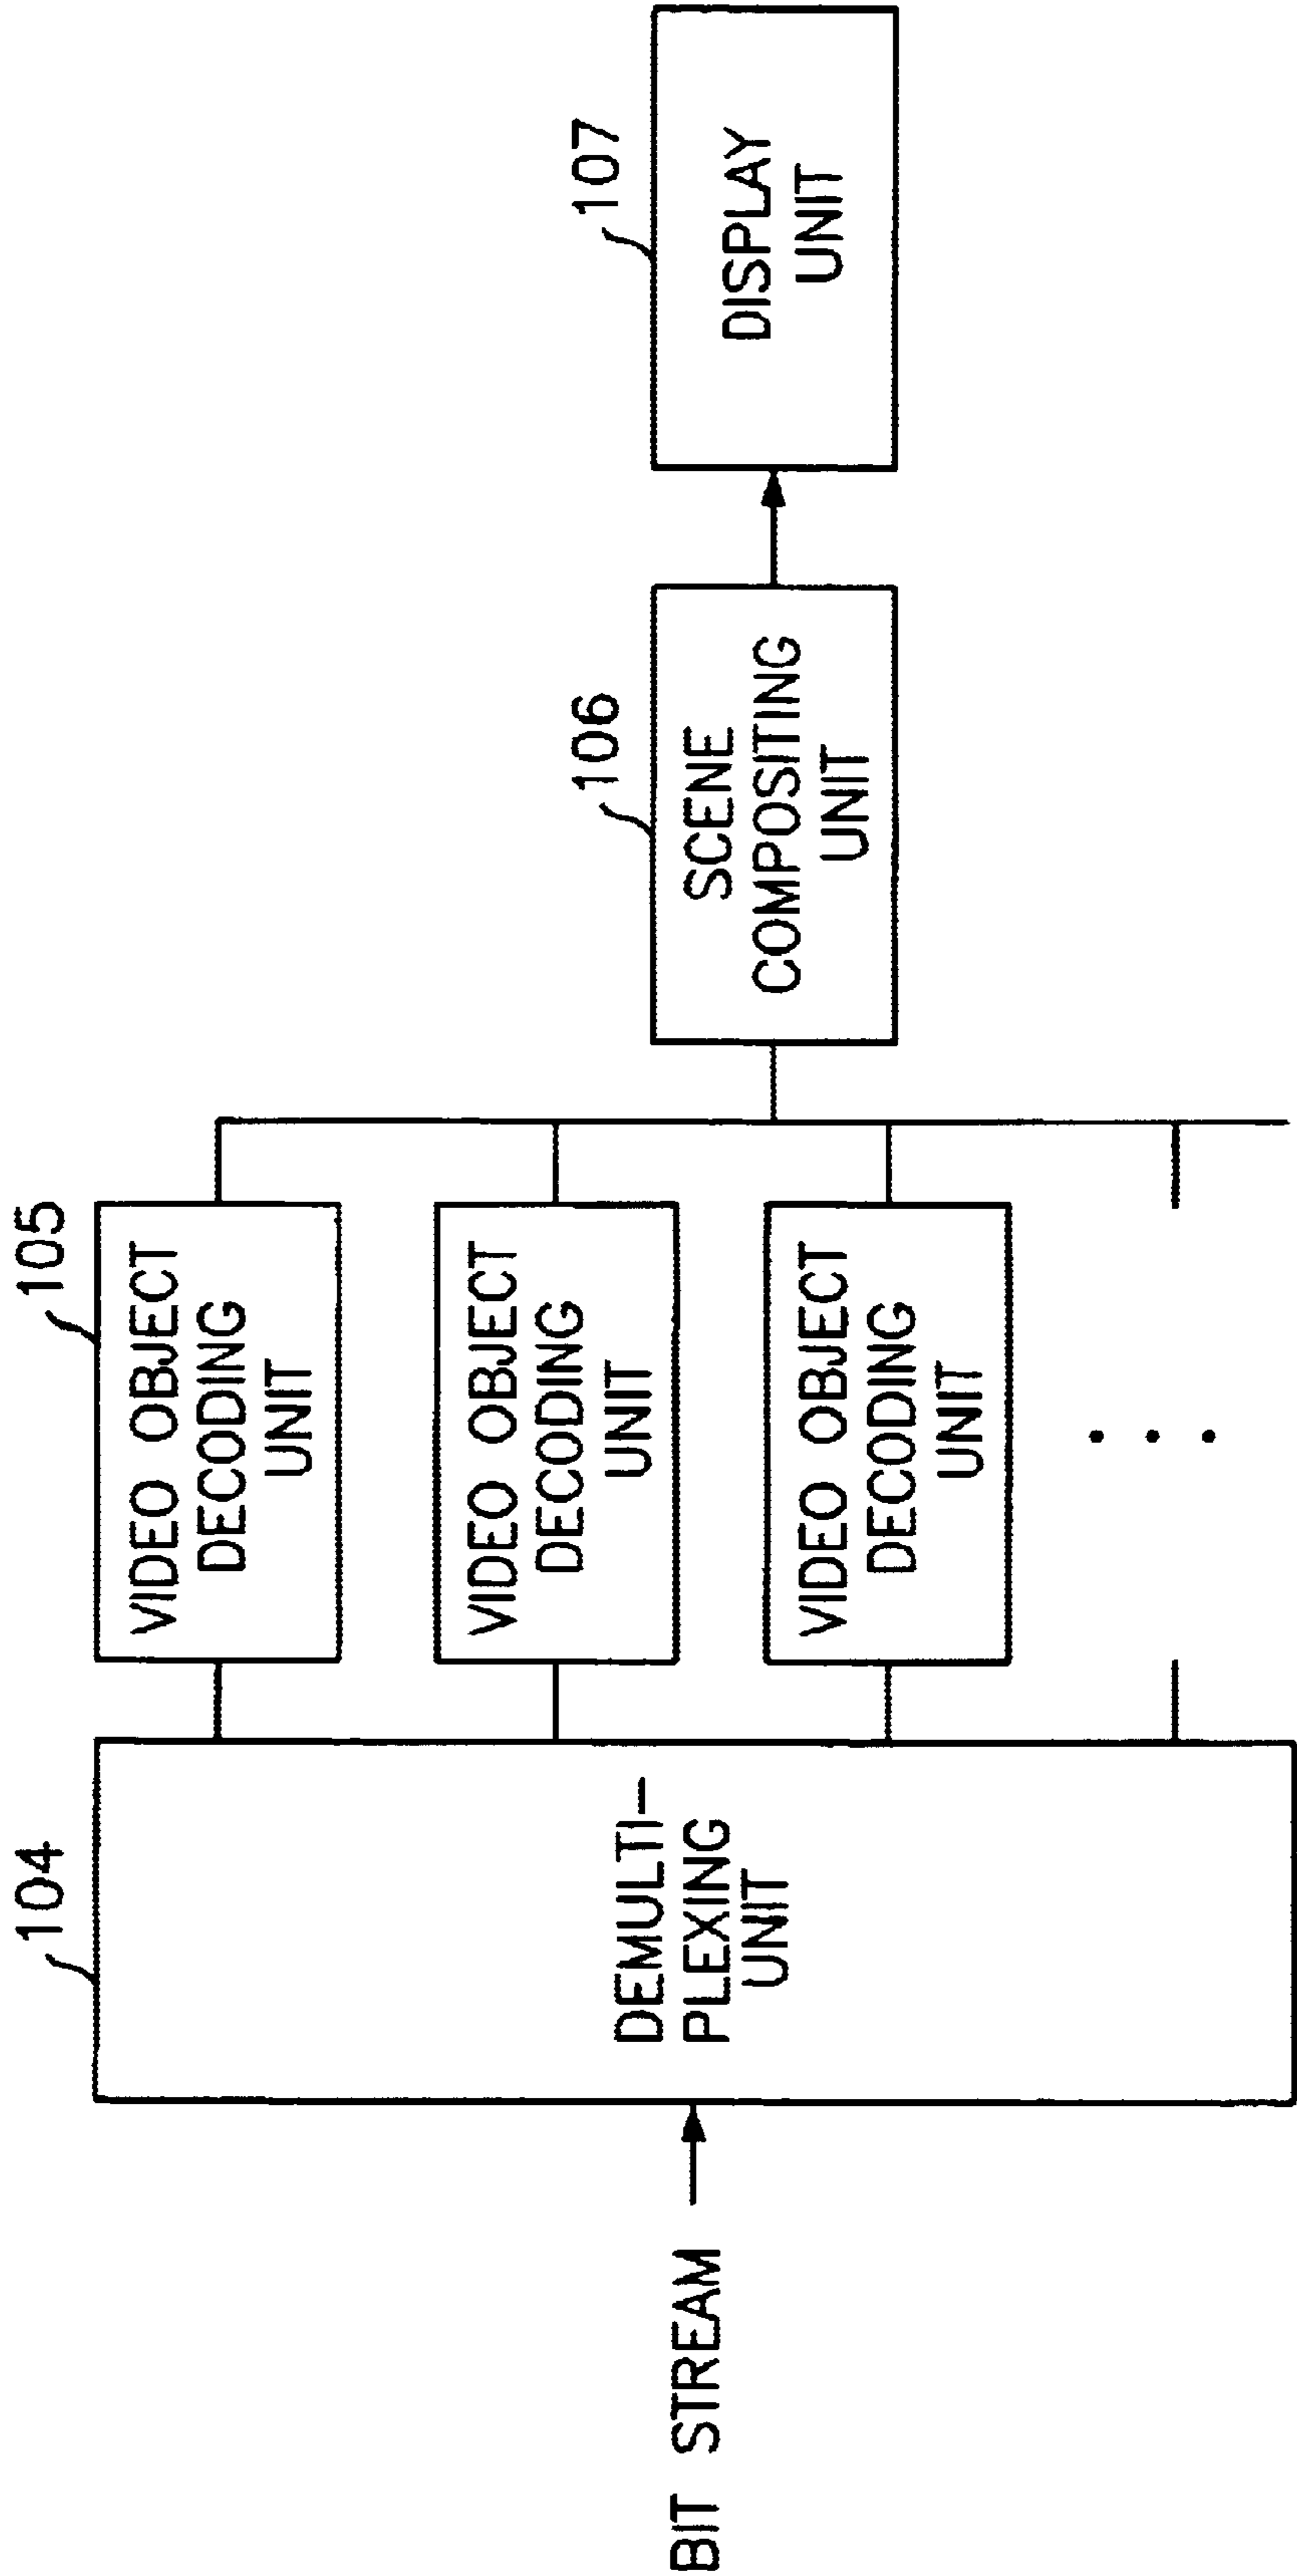 BIT STREAM
104
DEMULTI-
PLEXING
UNIT
105
VIDEO OBJECT
DECODING
UNIT
VIDEO OBJECT
DECODING
UNIT
VIDEO OBJECT
DECODING
UNIT
106
SCENE
COMPOSITING
UNIT
107
DISPLAY
UNIT